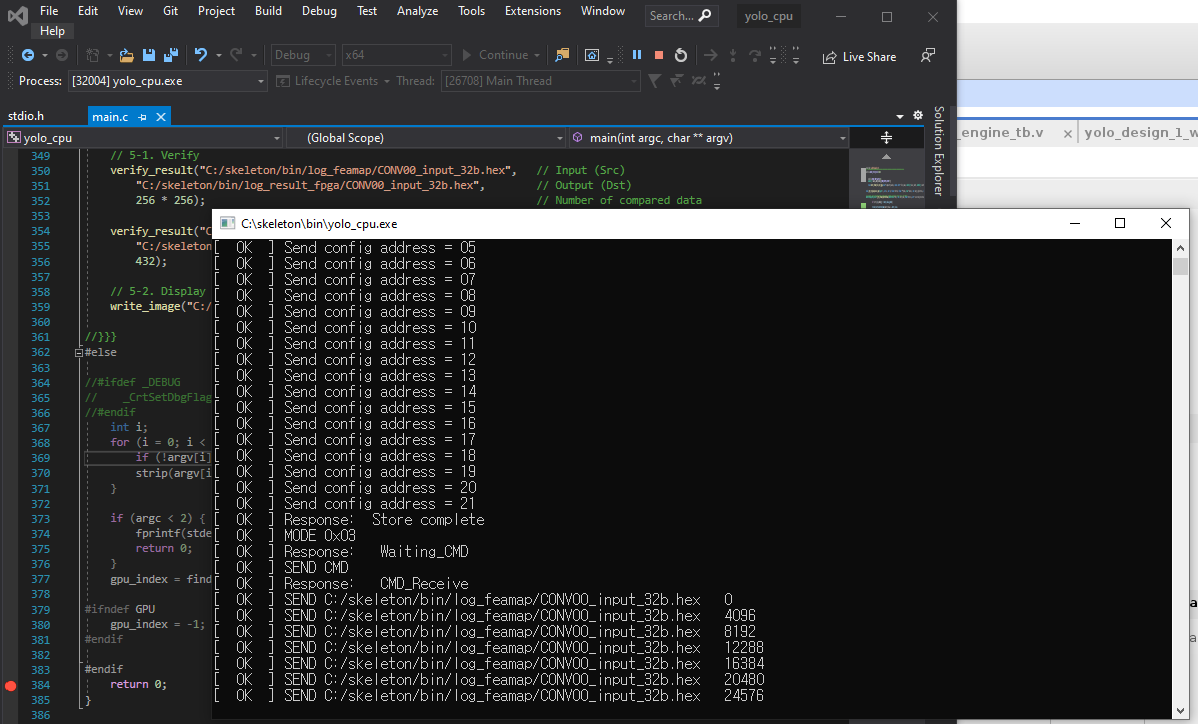 File Edit View Git Project Build Debug Test Analyze Tools Extensions Window Search... yolo_cpu
Help
Debug x64 Continue Live Share
Process: [32004] yolo_cpu.exe Lifecycle Events Thread: [26708] Main Thread
stdio.h main.c
yolo_cpu (Global Scope) main(int argc, char ** argv)
Solution Explorer
_engine_tb.v yolo_design_1_w
349 // 5-1. Verify
350 verify_result("C:/skeleton/bin/log_feamap/CONV00_input_32b.hex", // Input (Src)
351 "C:/skeleton/bin/log_result_fpga/CONV00_input_32b.hex", // Output (Dst)
352 256 * 256); // Number of compared data
353
354 verify_result("C
355 "C:/skeleton
356 432);
357
358 // 5-2. Display
359 write_image("C:/
360
361 //}}}
362 #else
363
364 //#ifdef _DEBUG
365 // _CrtSetDbgFlag
366 //#endif
367 int i;
368 for (i = 0; i <
369 if (!argv[i]
370 strip(argv[i
371 }
372
373 if (argc < 2) {
374 fprintf(stde
375 return 0;
376 }
377 gpu_index = find
378
379 #ifndef GPU
380 gpu_index = -1;
381 #endif
382
383 #endif
384 return 0;
385 }
386
C:\skeleton\bin\yolo_cpu.exe
[ OK ] Send config address = 05
[ OK ] Send config address = 06
[ OK ] Send config address = 07
[ OK ] Send config address = 08
[ OK ] Send config address = 09
[ OK ] Send config address = 10
[ OK ] Send config address = 11
[ OK ] Send config address = 12
[ OK ] Send config address = 13
[ OK ] Send config address = 14
[ OK ] Send config address = 15
[ OK ] Send config address = 16
[ OK ] Send config address = 17
[ OK ] Send config address = 18
[ OK ] Send config address = 19
[ OK ] Send config address = 20
[ OK ] Send config address = 21
[ OK ] Response: Store complete
[ OK ] MODE 0x03
[ OK ] Response: Waiting_CMD
[ OK ] SEND CMD
[ OK ] Response: CMD_Receive
[ OK ] SEND C:/skeleton/bin/log_feamap/CONV00_input_32b.hex 0
[ OK ] SEND C:/skeleton/bin/log_feamap/CONV00_input_32b.hex 4096
[ OK ] SEND C:/skeleton/bin/log_feamap/CONV00_input_32b.hex 8192
[ OK ] SEND C:/skeleton/bin/log_feamap/CONV00_input_32b.hex 12288
[ OK ] SEND C:/skeleton/bin/log_feamap/CONV00_input_32b.hex 16384
[ OK ] SEND C:/skeleton/bin/log_feamap/CONV00_input_32b.hex 20480
[ OK ] SEND C:/skeleton/bin/log_feamap/CONV00_input_32b.hex 24576